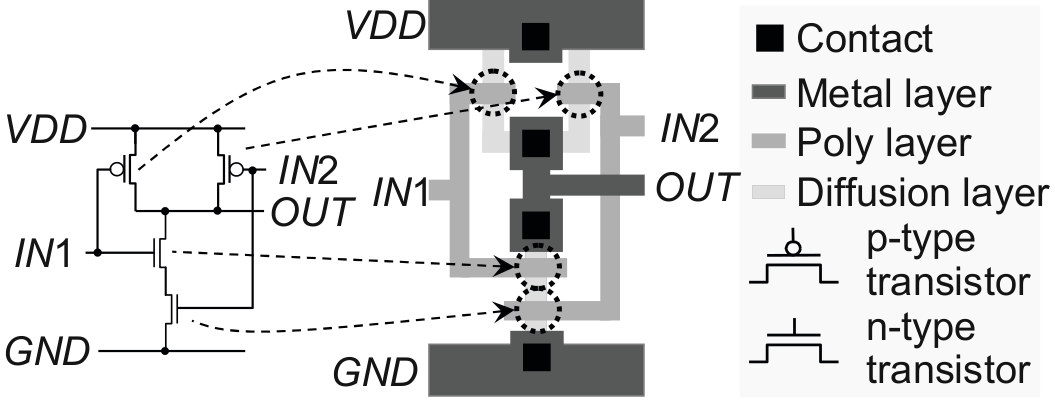 VDD
IN2
OUT
IN1
GND
VDD
IN2
IN1
OUT
GND
Contact
Metal layer
Poly layer
Diffusion layer
p-type
transistor
n-type
transistor